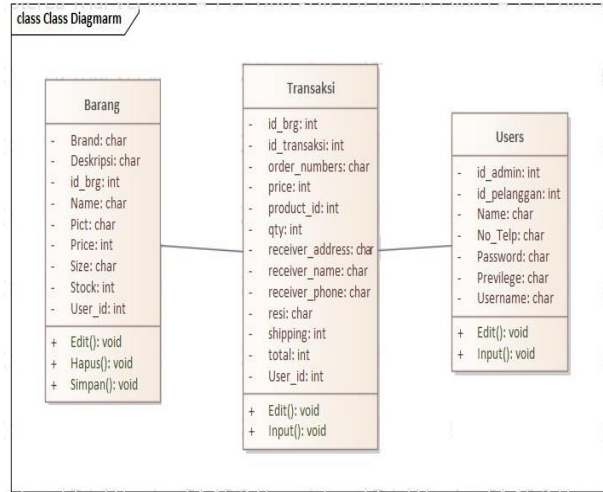 class Class Diagmarm
Barang
- Brand: char
- Deskripsi: char
- id_brg: int
- Name: char
- Pict: char
- Price: int
- Size: char
- Stock: int
- User_id: int
+ Edit(): void
+ Hapus(): void
+ Simpan(): void
Transaksi
- id_brg: int
- id_transaksi: int
- order_numbers: char
- price: int
- product_id: int
- qty: int
- receiver_address: char
- receiver_name: char
- receiver_phone: char
- resi: char
- shipping: int
- total: int
- User_id: int
+ Edit(): void
+ Input(): void
Users
- id_admin: int
- id_pelanggan: int
- Name: char
- No_Telp: char
- Password: char
- Previlege: char
- Username: char
+ Edit(): void
+ Input(): void